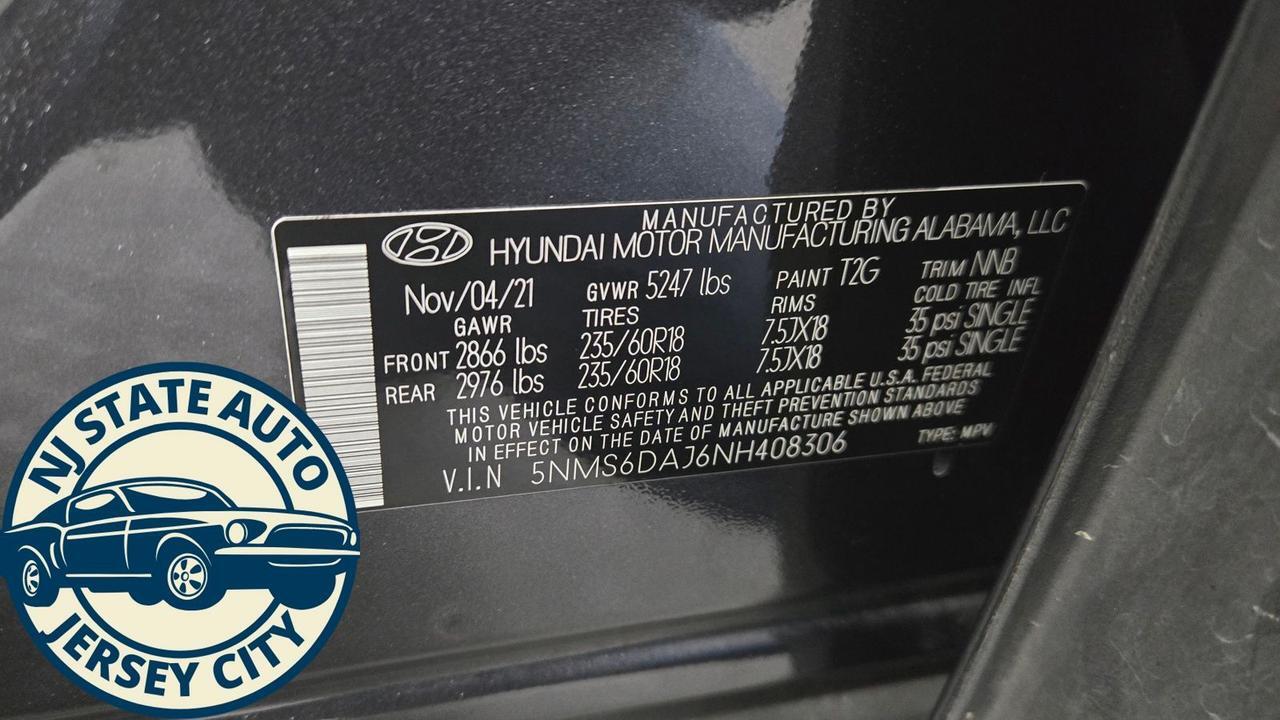 MANUFACTURED BY
HYUNDAI MOTOR MANUFACTURING ALABAMA, LLC
Nov/04/21 GVWR 5247 lbs PAINT T2G TRIM NNB
GAWR TIRES RIMS COLD TIRE INFL
FRONT 2866 lbs 235/60R18 7.5JX18 35 psi SINGLE
REAR 2976 lbs 235/60R18 7.5JX18 35 psi SINGLE
THIS VEHICLE CONFORMS TO ALL APPLICABLE U.S.A. FEDERAL
MOTOR VEHICLE SAFETY AND THEFT PREVENTION STANDARDS
IN EFFECT ON THE DATE OF MANUFACTURE SHOWN ABOVE
V.I.N 5NMS6DAJ6NH408306 TYPE: MPV
NJ STATE AUTO
JERSEY CITY